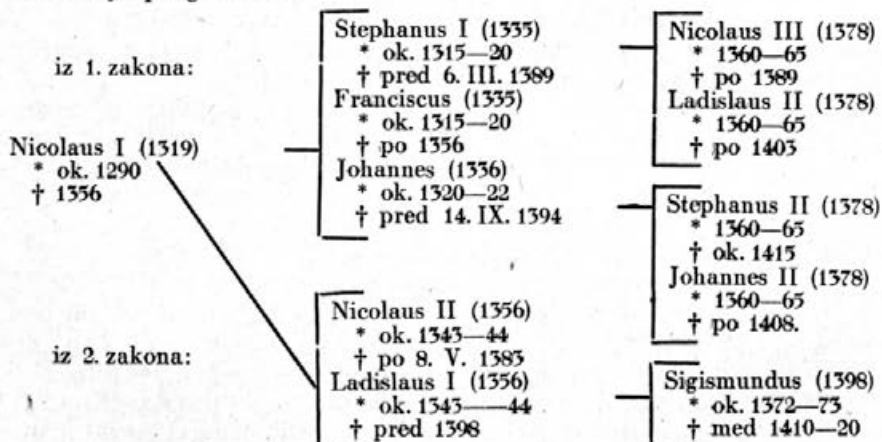 iz 1. zakona:
Nicolaus I (1319)
* ok. 1290
† 1356
iz 2. zakona:
Stephanus I (1335)
* ok. 1315—20
† pred 6. III. 1389
Franciscus (1335)
* ok. 1315—20
† po 1356
Johannes (1336)
* ok. 1320—22
† pred 14. IX. 1394
Nicolaus II (1356)
* ok. 1343—44
† po 8. V. 1383
Ladislaus I (1356)
* ok. 1343——44
† pred 1398
Nicolaus III (1378)
* 1360—65
† po 1389
Ladislaus II (1378)
* 1360—65
† po 1403
Stephanus II (1378)
* 1360—65
† ok. 1415
Johannes II (1378)
* 1360—65
† po 1408.
Sigismundus (1398)
* ok. 1372—73
† med 1410—20